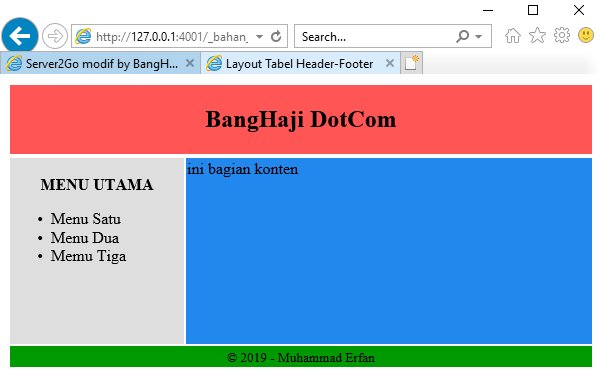 http://127.0.0.1:4001/_bahan_
Search...
Server2Go modif by BangH...
Layout Tabel Header-Footer
BangHaji DotCom
MENU UTAMA
• Menu Satu
• Menu Dua
• Memu Tiga
ini bagian konten
© 2019 - Muhammad Erfan